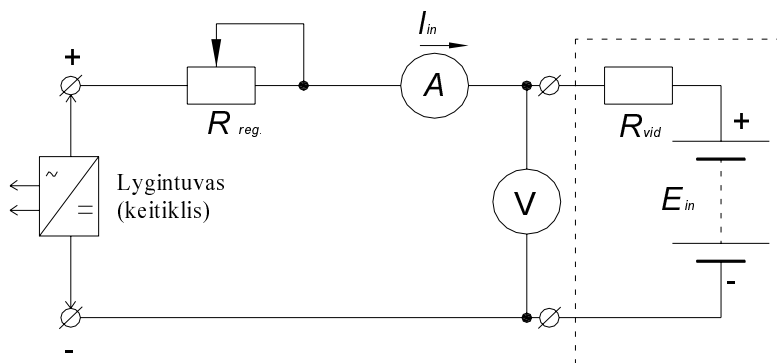 I in
+
A
R reg.
R vid
+
~
=
Lygintuvas
(keitiklis)
V
E in
-
-